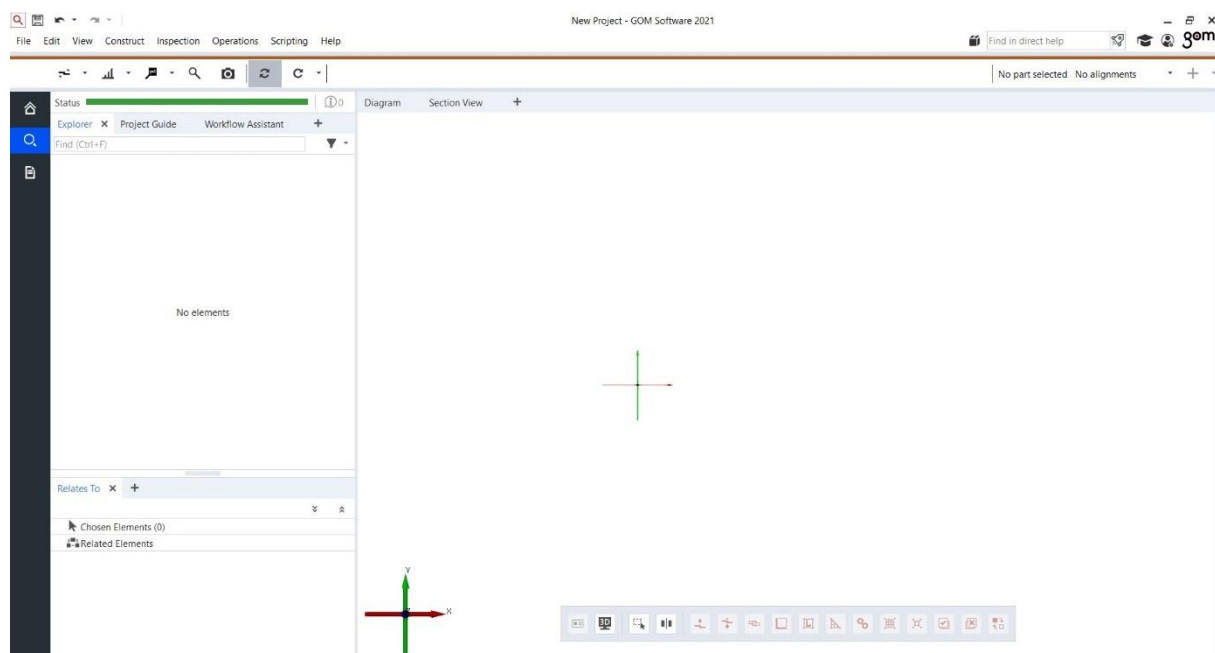 New Project - GOM Software 2021
File Edit View Construct Inspection Operations Scripting Help
Find in direct help
gom
No part selected No alignments
Status
0
Diagram Section View +
Explorer × Project Guide Workflow Assistant +
Find (Ctrl+F)
No elements
Relates To × +
Chosen Elements (0)
Related Elements
Y
X
3D